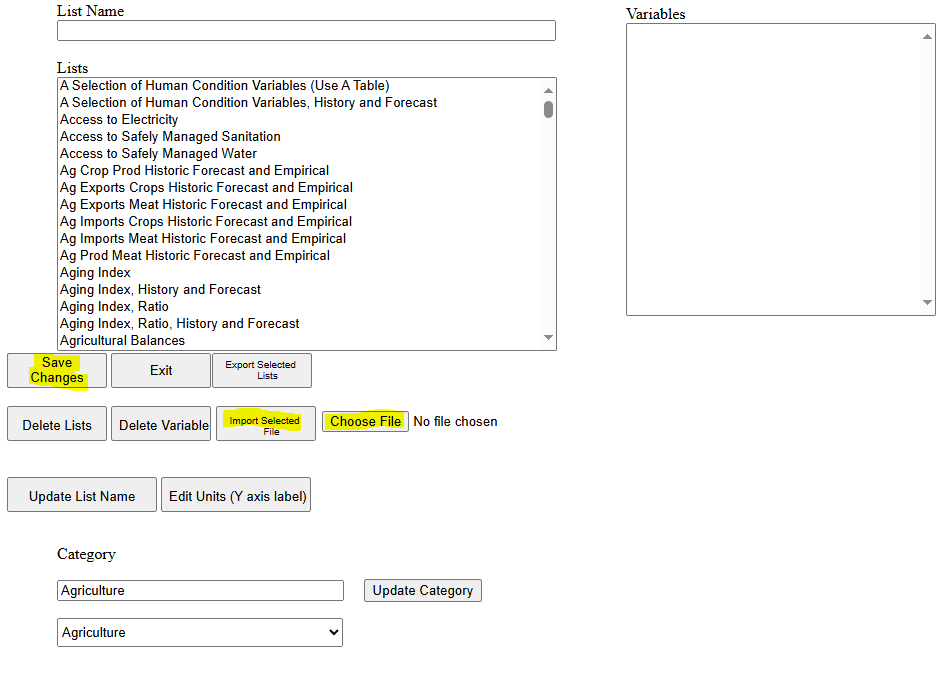 List Name
Variables
Lists
A Selection of Human Condition Variables (Use A Table)
A Selection of Human Condition Variables, History and Forecast
Access to Electricity
Access to Safely Managed Sanitation
Access to Safely Managed Water
Ag Crop Prod Historic Forecast and Empirical
Ag Exports Crops Historic Forecast and Empirical
Ag Exports Meat Historic Forecast and Empirical
Ag Imports Crops Historic Forecast and Empirical
Ag Imports Meat Historic Forecast and Empirical
Ag Prod Meat Historic Forecast and Empirical
Aging Index
Aging Index, History and Forecast
Aging Index, Ratio
Aging Index, Ratio, History and Forecast
Agricultural Balances
Save
Changes
Exit
Export Selected
Lists
Delete Lists
Delete Variable
Import Selected
File
Choose File No file chosen
Update List Name
Edit Units (Y axis label)
Category
Agriculture
Update Category
Agriculture